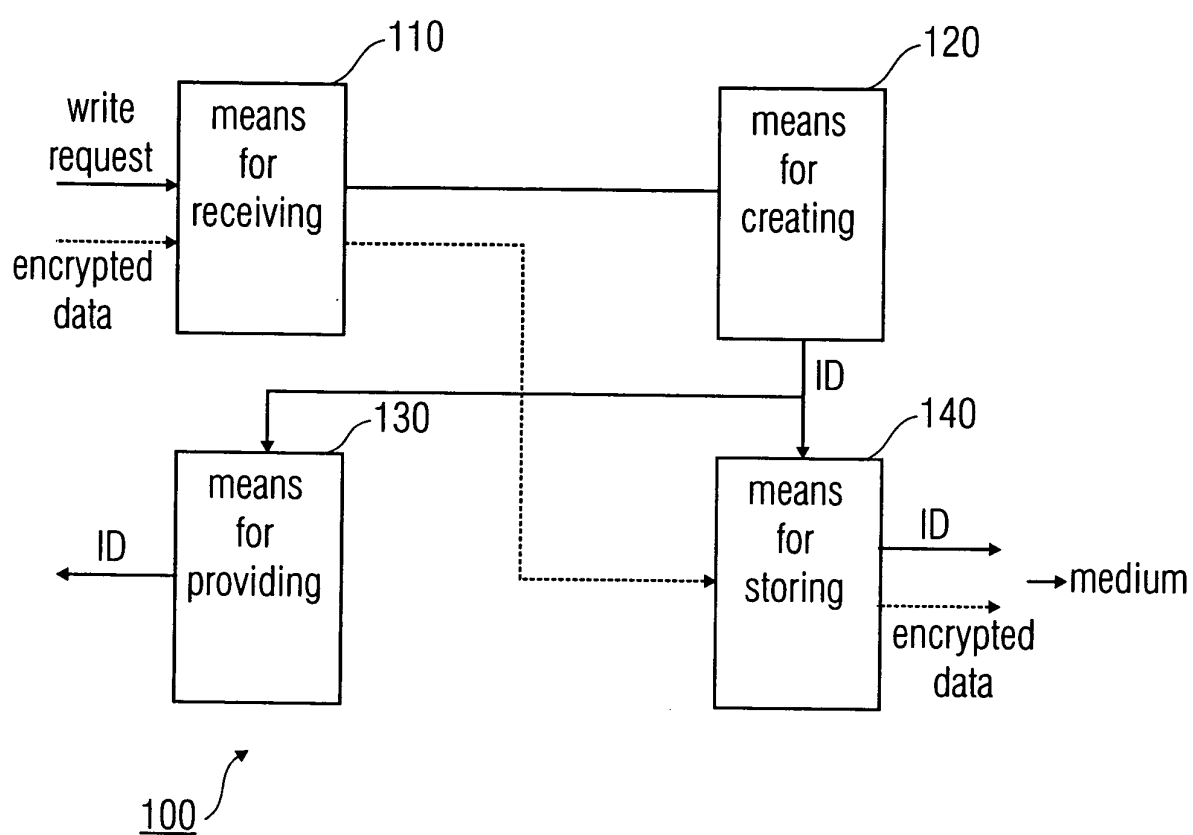 110
120
write
request
means
for
receiving
means
for
creating
encrypted
data
ID
130
140
means
for
providing
means
for
storing
ID
ID
medium
encrypted
data
100